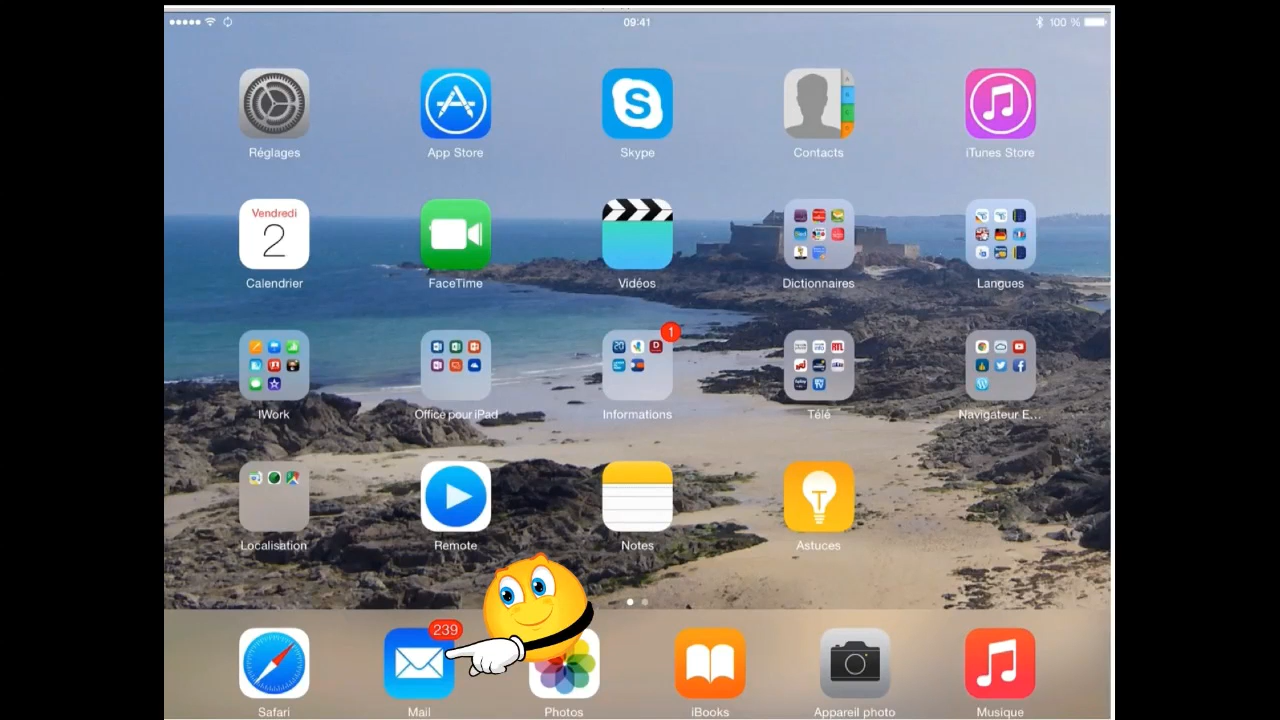 09:41
100 %
Réglages
App Store
Skype
Contacts
iTunes Store
Vendredi
2
Calendrier
FaceTime
Vidéos
Dictionnaires
Langues
1
IWork
Office pour iPad
Informations
Télé
Navigateur E...
Localisation
Remote
Notes
Astuces
239
Safari
Mail
Photos
iBooks
Appareil photo
Musique